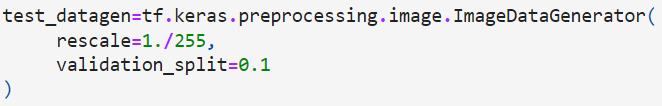 test_datagen=tf.keras.preprocessing.image.ImageDataGenerator(
    rescale=1./255,
    validation_split=0.1
)